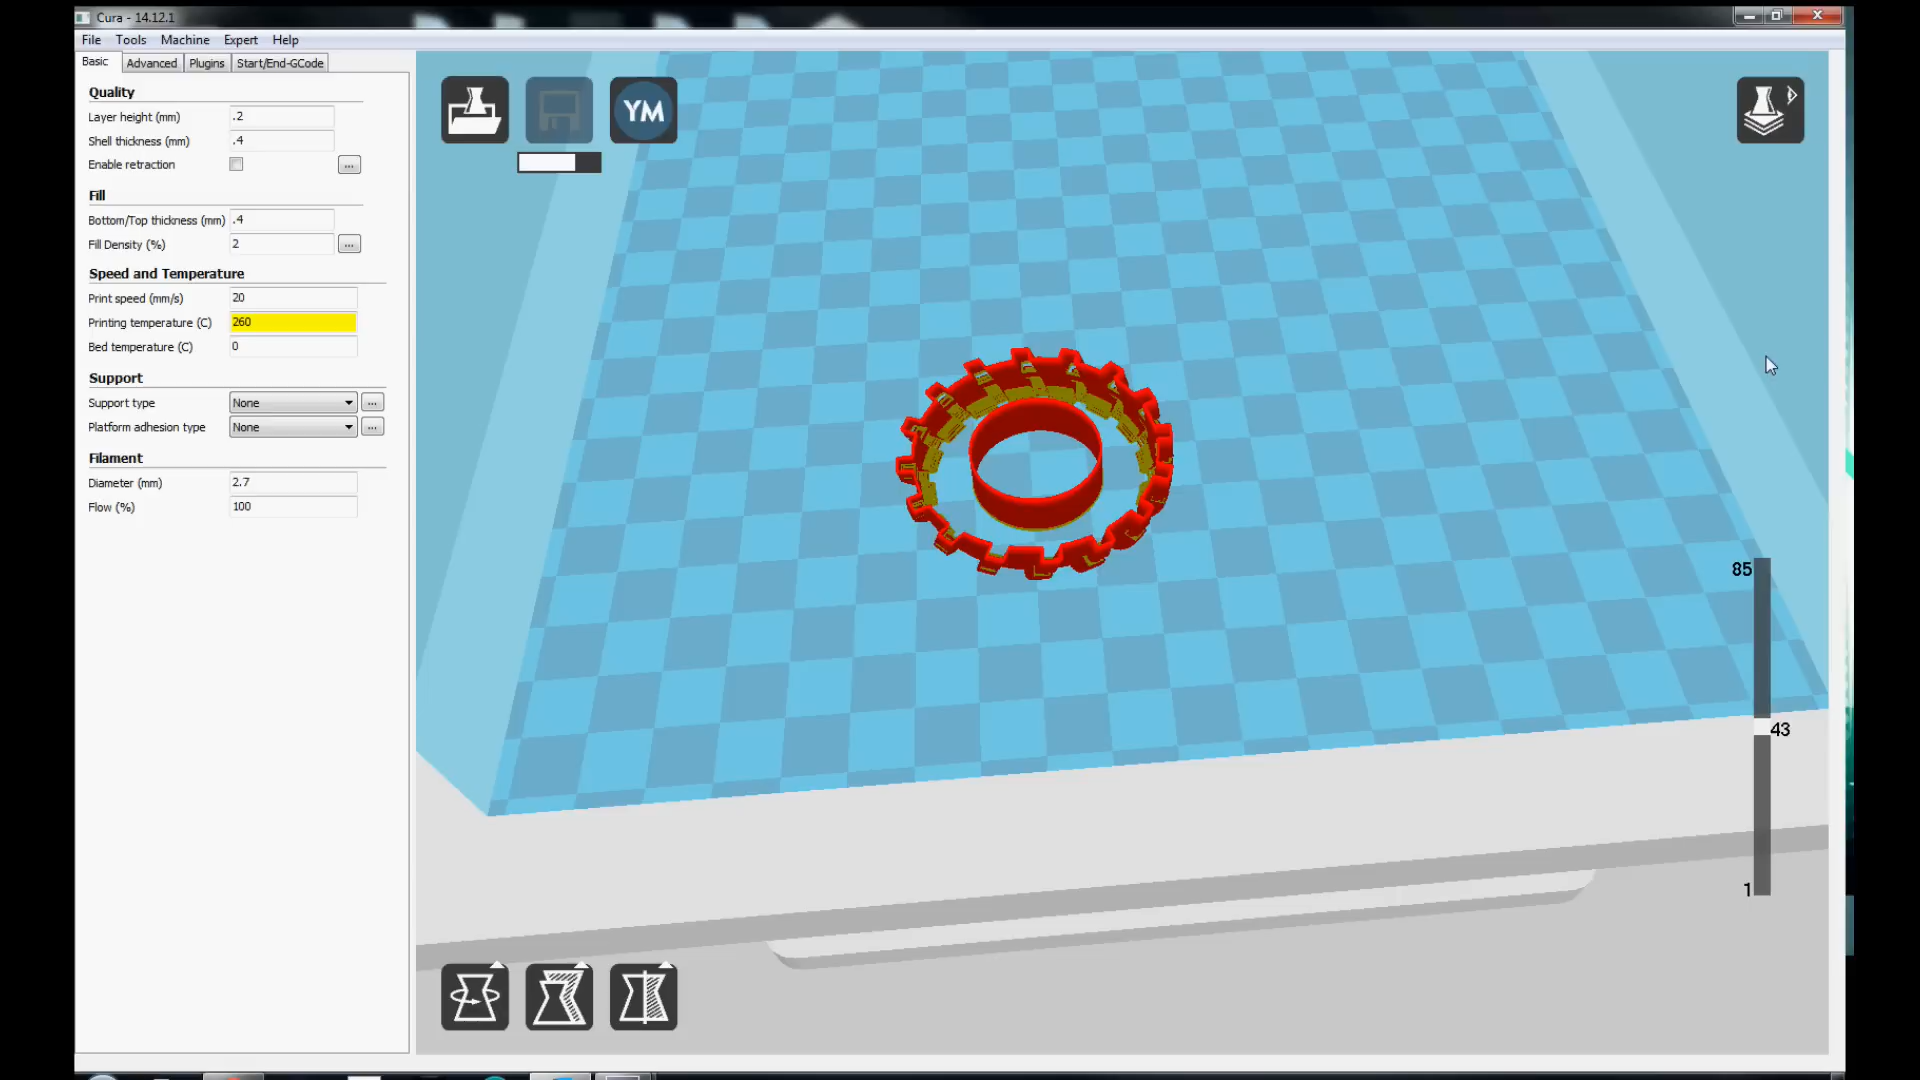 Cura - 14.12.1
File Tools Machine Expert Help
Basic Advanced Plugins Start/End-GCode
Quality
Layer height (mm) .2
Shell thickness (mm) .4
Enable retraction ...
Fill
Bottom/Top thickness (mm) .4
Fill Density (%) 2 ...
Speed and Temperature
Print speed (mm/s) 20
Printing temperature (C) 260
Bed temperature (C) 0
Support
Support type None ...
Platform adhesion type None ...
Filament
Diameter (mm) 2.7
Flow (%) 100
YM
85
43
1